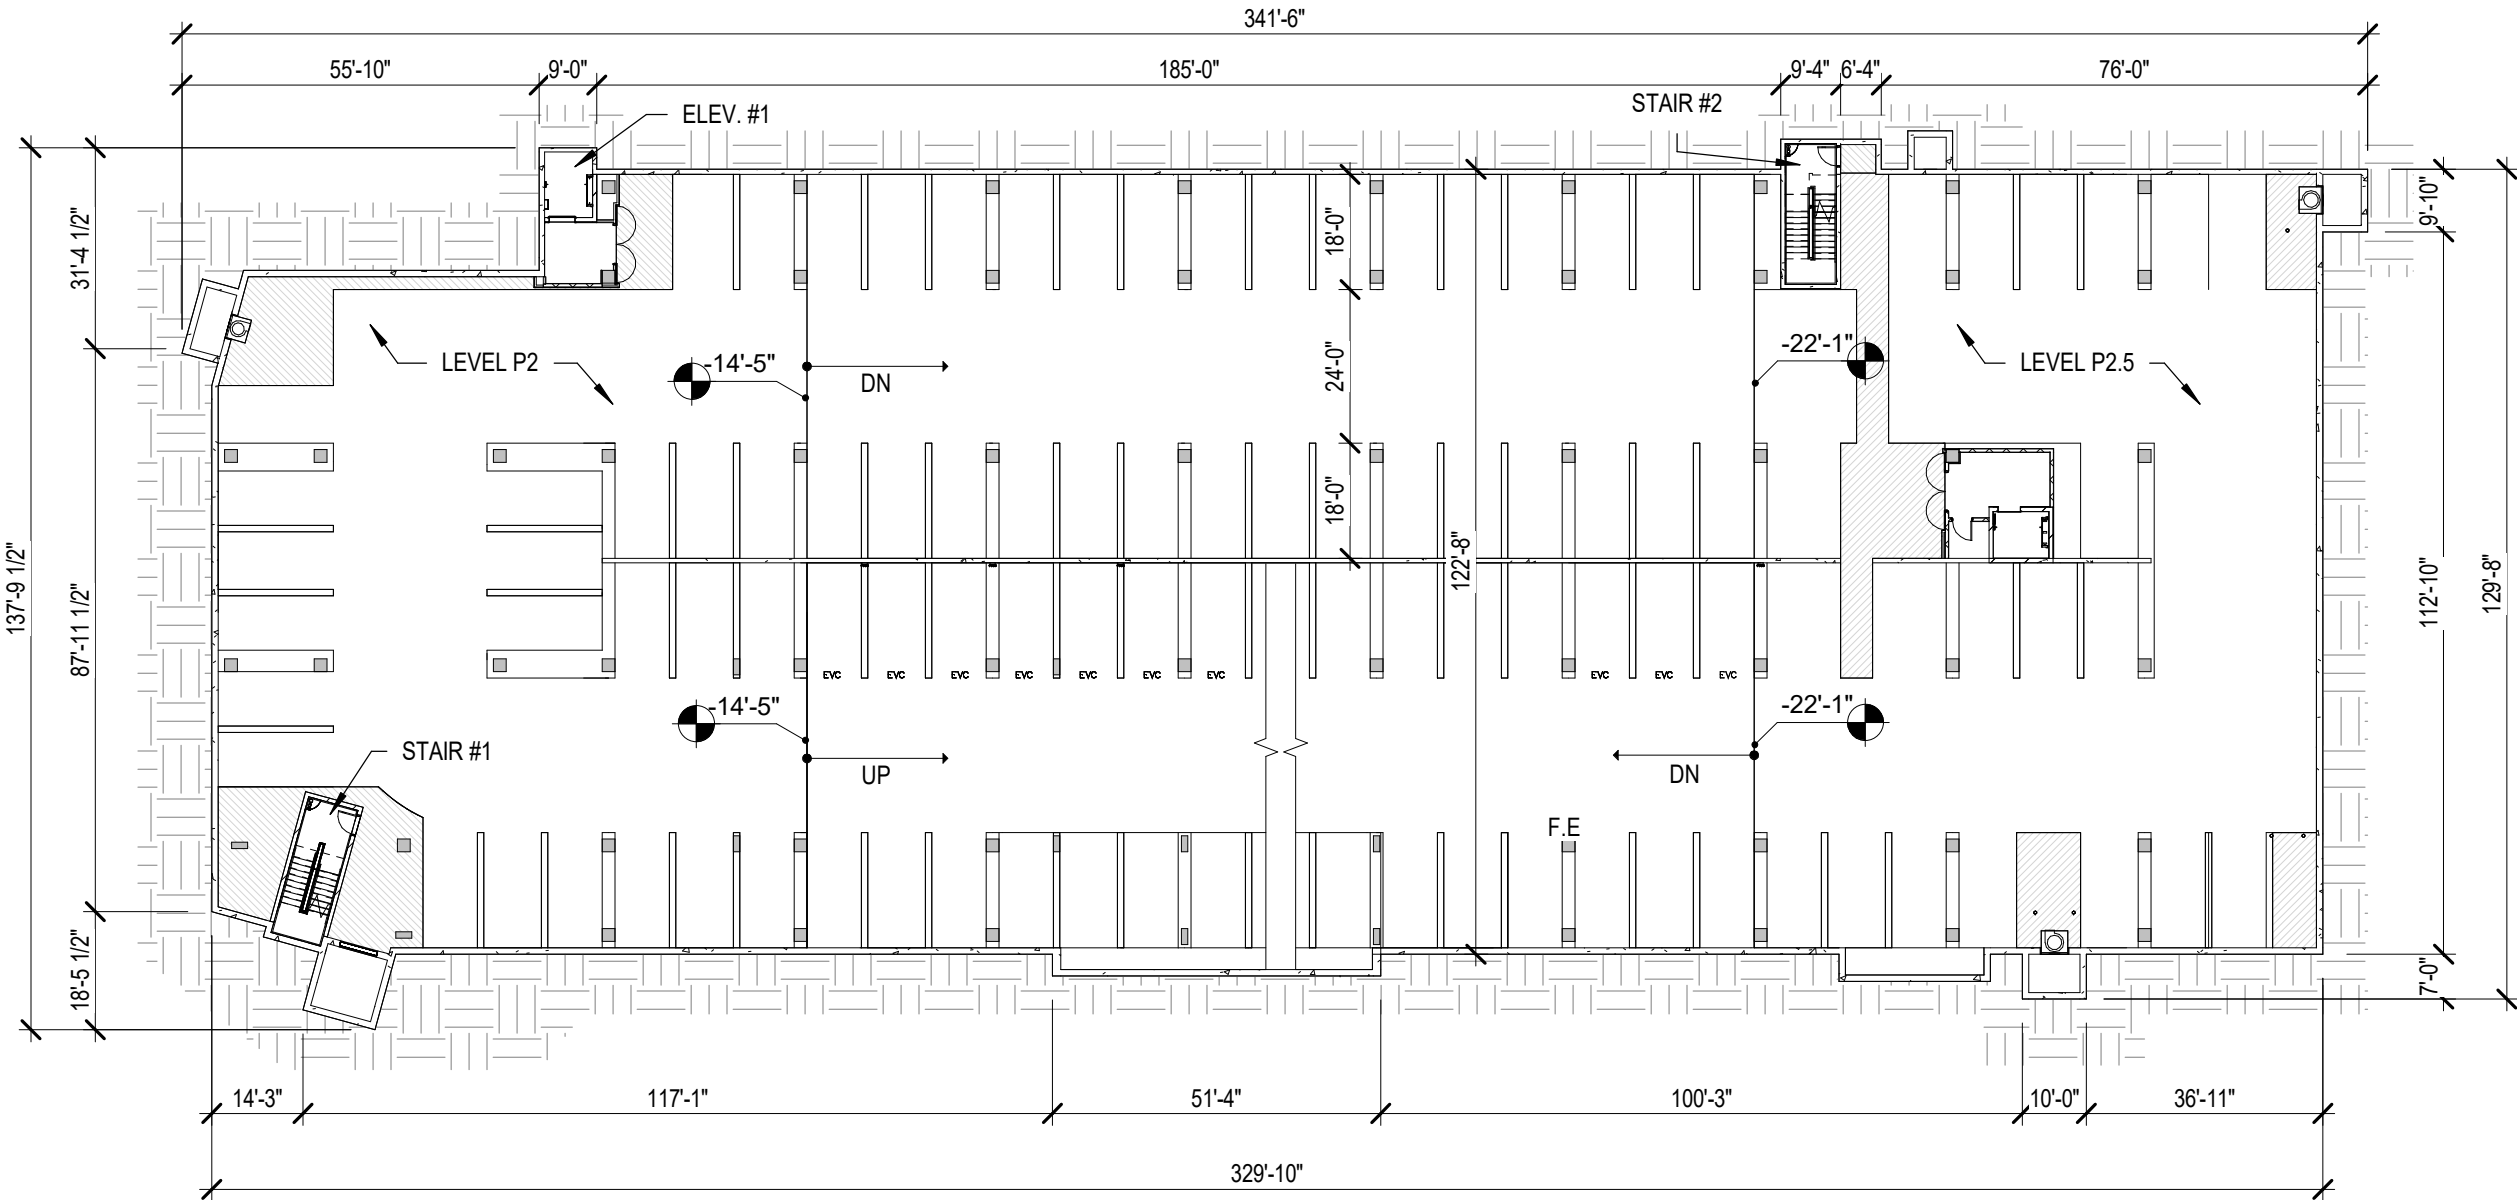 341'-6"
55'-10"
9'-0"
185'-0"
9'-4"
6'-4"
76'-0"
ELEV. #1
STAIR #2
31'-4 1/2"
18'-0"
9'-10"
24'-0"
LEVEL P2
-14'-5"
DN
-22'-1"
LEVEL P2.5
18'-0"
122'-8"
137'-9 1/2"
87'-11 1/2"
112'-10"
129'-8"
EVC
EVC
EVC
EVC
EVC
EVC
EVC
EVC
EVC
EVC
-14'-5"
-22'-1"
STAIR #1
UP
DN
F.E
18'-5 1/2"
7'-0"
14'-3"
117'-1"
51'-4"
100'-3"
10'-0"
36'-11"
329'-10"